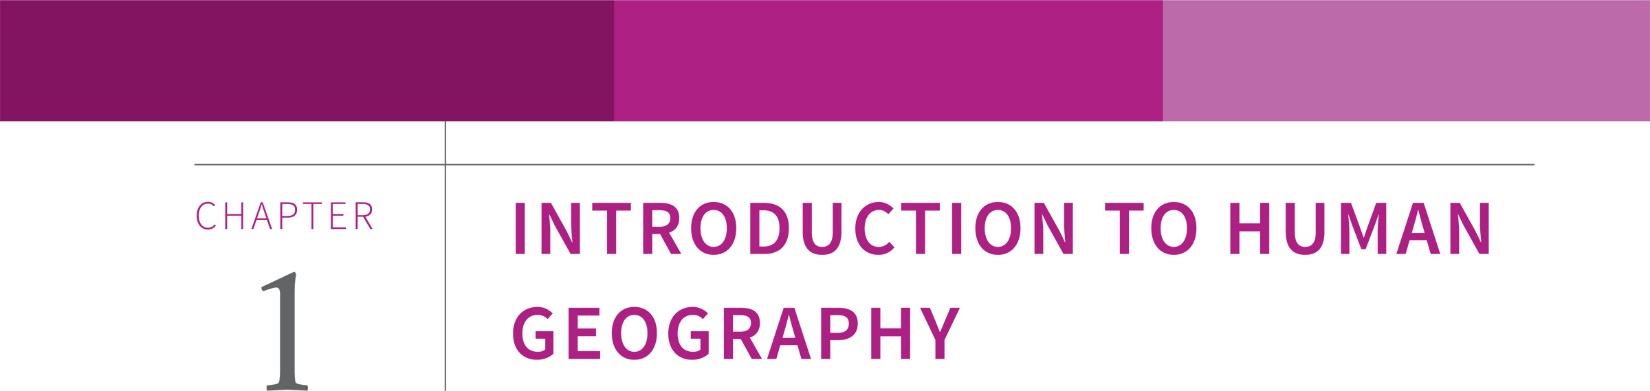 CHAPTER
1
INTRODUCTION TO HUMAN
GEOGRAPHY